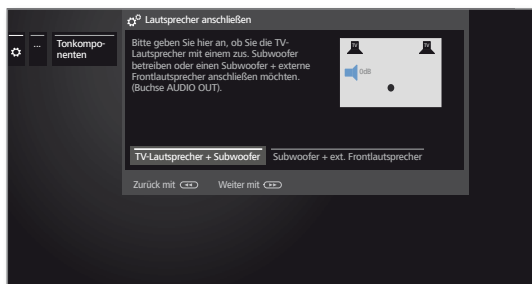 Lautsprecher anschließen
...
Tonkompo-
nenten
Bitte geben Sie hier an, ob Sie die TV-
Lautsprecher mit einem zus. Subwoofer
betreiben oder einen Subwoofer + externe
Frontlautsprecher anschließen möchten.
(Buchse AUDIO OUT).
TV
TV
0dB
TV-Lautsprecher + Subwoofer
Subwoofer + ext. Frontlautsprecher
Zurück mit
Weiter mit